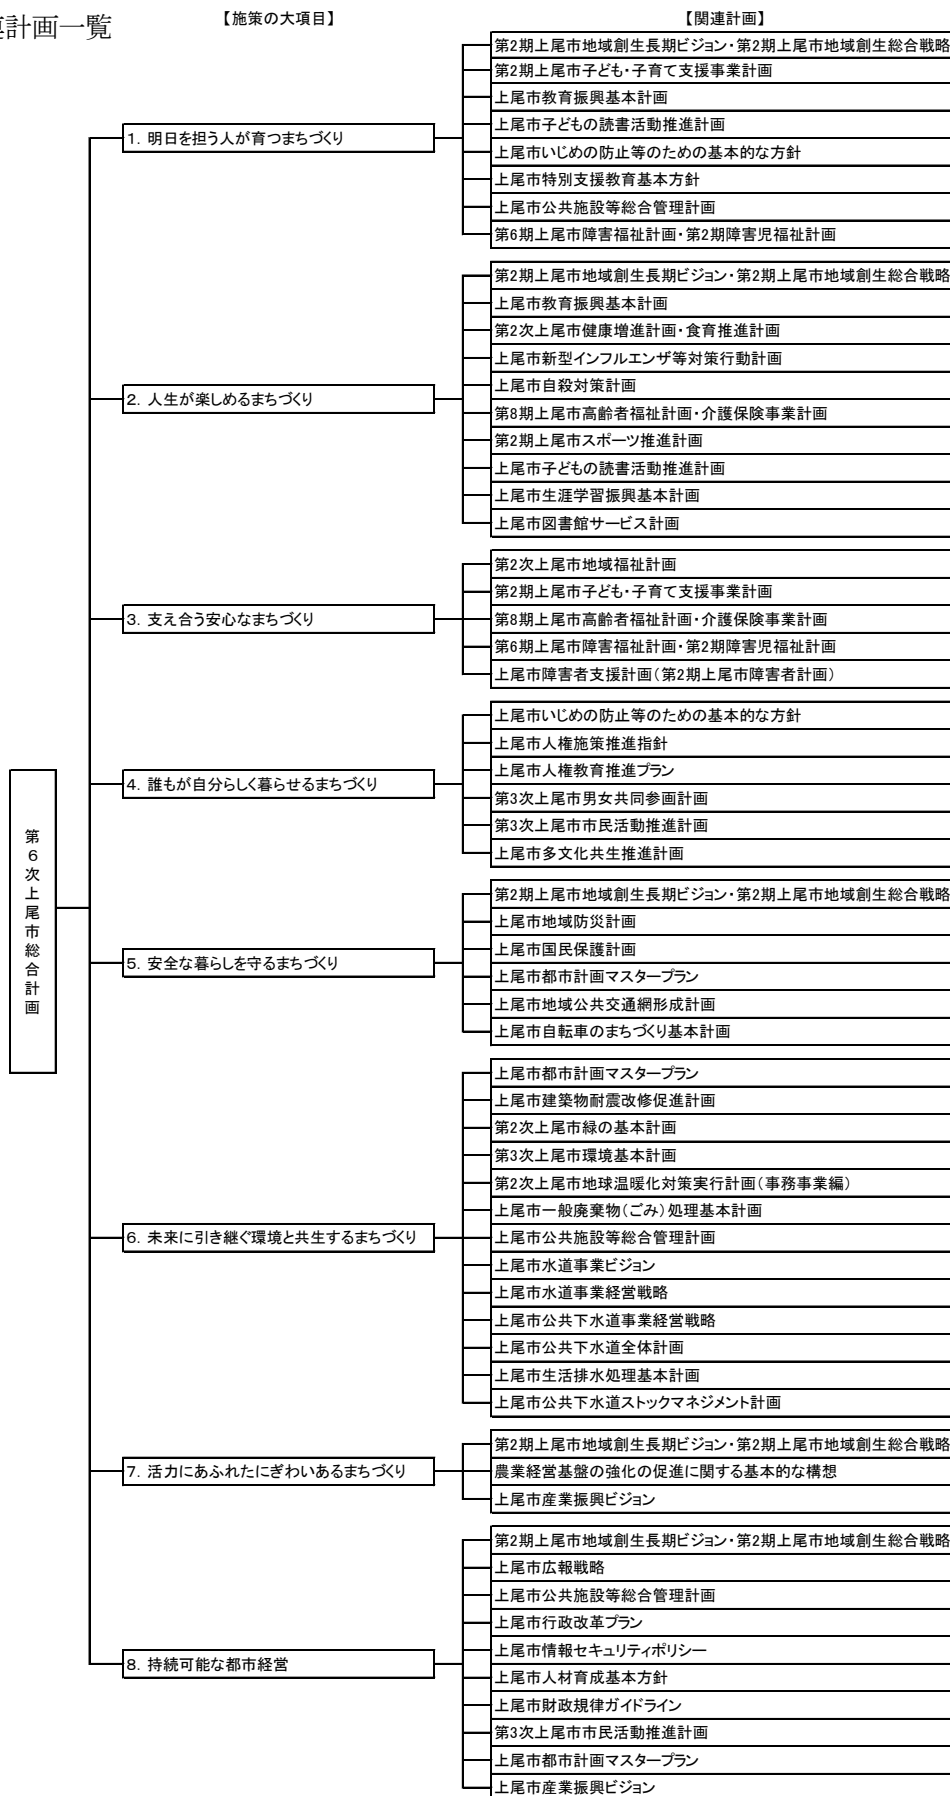 計画一覧
【施策の大項目】
【関連計画】
1. 明日を担う人が育つまちづくり
第2期上尾市地域創生長期ビジョン・第2期上尾市地域創生総合戦略
第2期上尾市子ども・子育て支援事業計画
上尾市教育振興基本計画
上尾市子どもの読書活動推進計画
上尾市いじめの防止等のための基本的な方針
上尾市特別支援教育基本方針
上尾市公共施設等総合管理計画
第6期上尾市障害福祉計画・第2期障害児福祉計画
2. 人生が楽しめるまちづくり
第2期上尾市地域創生長期ビジョン・第2期上尾市地域創生総合戦略
上尾市教育振興基本計画
第2次上尾市健康増進計画・食育推進計画
上尾市新型インフルエンザ等対策行動計画
上尾市自殺対策計画
第8期上尾市高齢者福祉計画・介護保険事業計画
第2期上尾市スポーツ推進計画
上尾市子どもの読書活動推進計画
上尾市生涯学習振興基本計画
上尾市図書館サービス計画
3. 支え合う安心なまちづくり
第2次上尾市地域福祉計画
第2期上尾市子ども・子育て支援事業計画
第8期上尾市高齢者福祉計画・介護保険事業計画
第6期上尾市障害福祉計画・第2期障害児福祉計画
上尾市障害者支援計画(第2期上尾市障害者計画)
4. 誰もが自分らしく暮らせるまちづくり
上尾市いじめの防止等のための基本的な方針
上尾市人権施策推進指針
上尾市人権教育推進プラン
第3次上尾市男女共同参画計画
第3次上尾市市民活動推進計画
上尾市多文化共生推進計画
第6次上尾市総合計画
5. 安全な暮らしを守るまちづくり
第2期上尾市地域創生長期ビジョン・第2期上尾市地域創生総合戦略
上尾市地域防災計画
上尾市国民保護計画
上尾市都市計画マスタープラン
上尾市地域公共交通網形成計画
上尾市自転車のまちづくり基本計画
6. 未来に引き継ぐ環境と共生するまちづくり
上尾市都市計画マスタープラン
上尾市建築物耐震改修促進計画
第2次上尾市緑の基本計画
第3次上尾市環境基本計画
第2次上尾市地球温暖化対策実行計画(事務事業編)
上尾市一般廃棄物(ごみ)処理基本計画
上尾市公共施設等総合管理計画
上尾市水道事業ビジョン
上尾市水道事業経営戦略
上尾市公共下水道事業経営戦略
上尾市公共下水道全体計画
上尾市生活排水処理基本計画
上尾市公共下水道ストックマネジメント計画
7. 活力にあふれたにぎわいあるまちづくり
第2期上尾市地域創生長期ビジョン・第2期上尾市地域創生総合戦略
農業経営基盤の強化の促進に関する基本的な構想
上尾市産業振興ビジョン
8. 持続可能な都市経営
第2期上尾市地域創生長期ビジョン・第2期上尾市地域創生総合戦略
上尾市広報戦略
上尾市公共施設等総合管理計画
上尾市行政改革プラン
上尾市情報セキュリティポリシー
上尾市人材育成基本方針
上尾市財政規律ガイドライン
第3次上尾市市民活動推進計画
上尾市都市計画マスタープラン
上尾市産業振興ビジョン